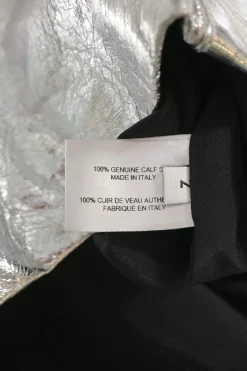 100% GENUINE CALF S
MADE IN ITALY
100% CUIR DE VEAU AUTHE
FABRIQUE EN ITALY